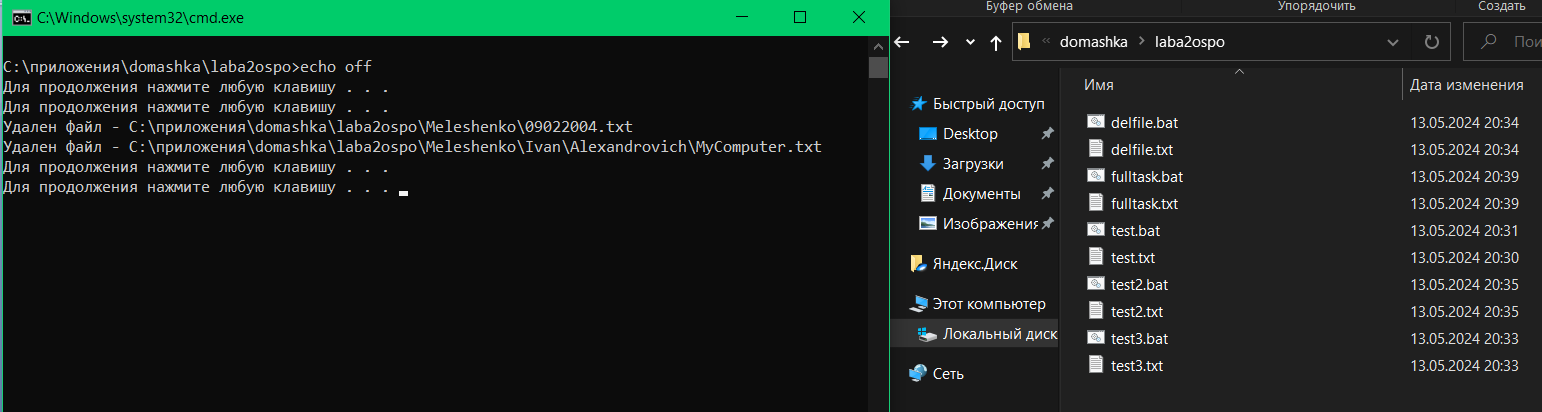 C:\Windows\system32\cmd.exe
C:\приложения\domashka\laba2ospo>echo off
Для продолжения нажмите любую клавишу . . .
Для продолжения нажмите любую клавишу . . .
Удален файл - C:\приложения\domashka\laba2ospo\Meleshenko\09022004.txt
Удален файл - C:\приложения\domashka\laba2ospo\Meleshenko\Ivan\Alexandrovich\MyComputer.txt
Для продолжения нажмите любую клавишу . . .
Для продолжения нажмите любую клавишу . . .
Буфер обмена Упорядочить Создать
« domashka > laba2ospo Пои
Быстрый доступ
Desktop
Загрузки
Документы
Изображения
Яндекс.Диск
Этот компьютер
Локальный диск
Сеть
Имя Дата изменения
delfile.bat 13.05.2024 20:34
delfile.txt 13.05.2024 20:34
fulltask.bat 13.05.2024 20:39
fulltask.txt 13.05.2024 20:39
test.bat 13.05.2024 20:31
test.txt 13.05.2024 20:30
test2.bat 13.05.2024 20:35
test2.txt 13.05.2024 20:35
test3.bat 13.05.2024 20:33
test3.txt 13.05.2024 20:33